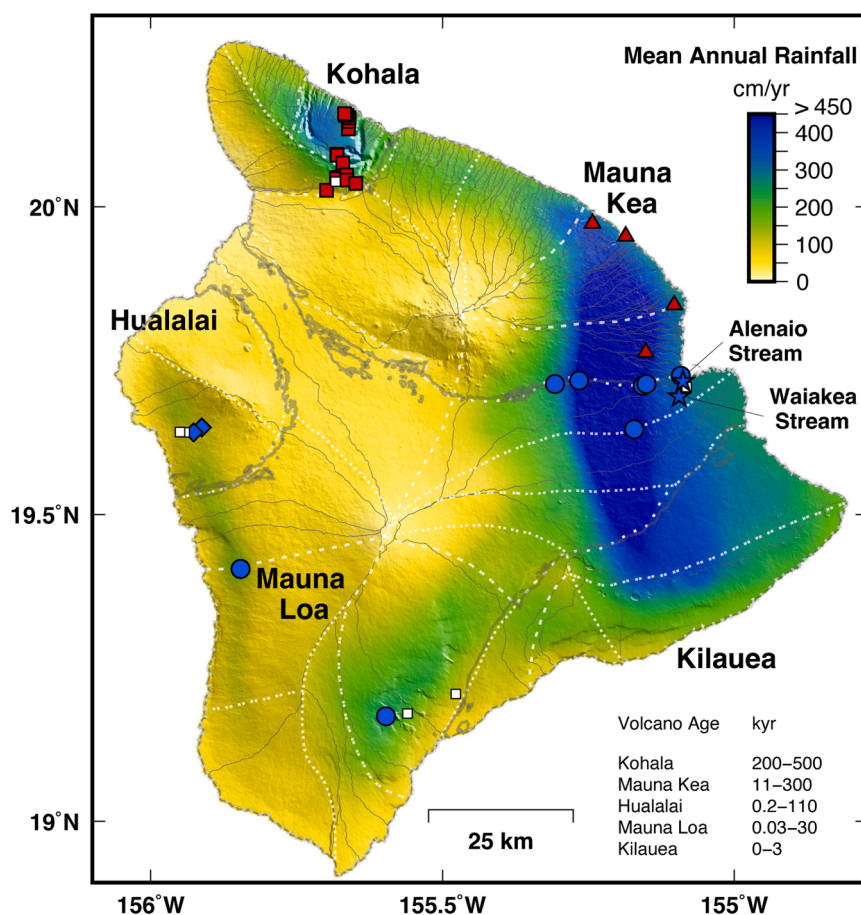 Mean Annual Rainfall
cm/yr
> 450
400
300
200
100
0
Kohala
Mauna
Kea
Hualalai
Alenaio
Stream
Waiakea
Stream
Mauna
Loa
Kilauea
20˚N
19.5˚N
19˚N
156˚W
155.5˚W
155˚W
25 km
Volcano Age kyr
Kohala 200–500
Mauna Kea 11–300
Hualalai 0.2–110
Mauna Loa 0.03–30
Kilauea 0–3